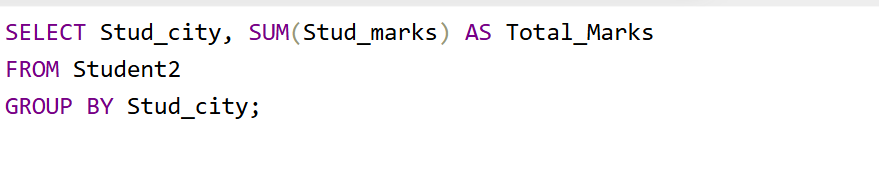 SELECT Stud_city, SUM(Stud_marks) AS Total_Marks
FROM Student2
GROUP BY Stud_city;